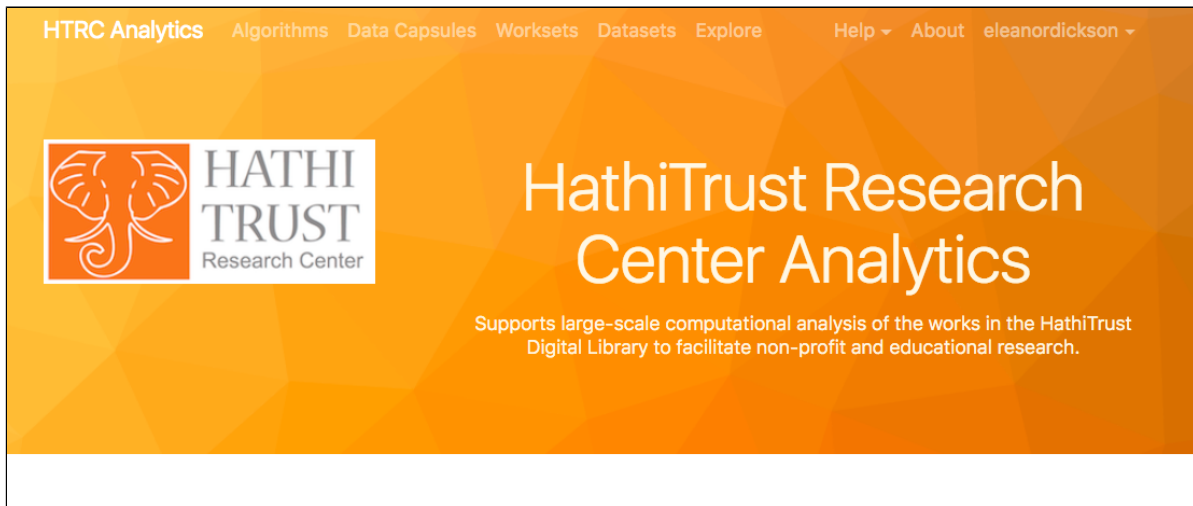 HTRC Analytics Algorithms Data Capsules Worksets Datasets Explore Help About eleanordickson
HATHI
TRUST
Research Center
HathiTrust Research
Center Analytics
Supports large-scale computational analysis of the works in the HathiTrust
Digital Library to facilitate non-profit and educational research.